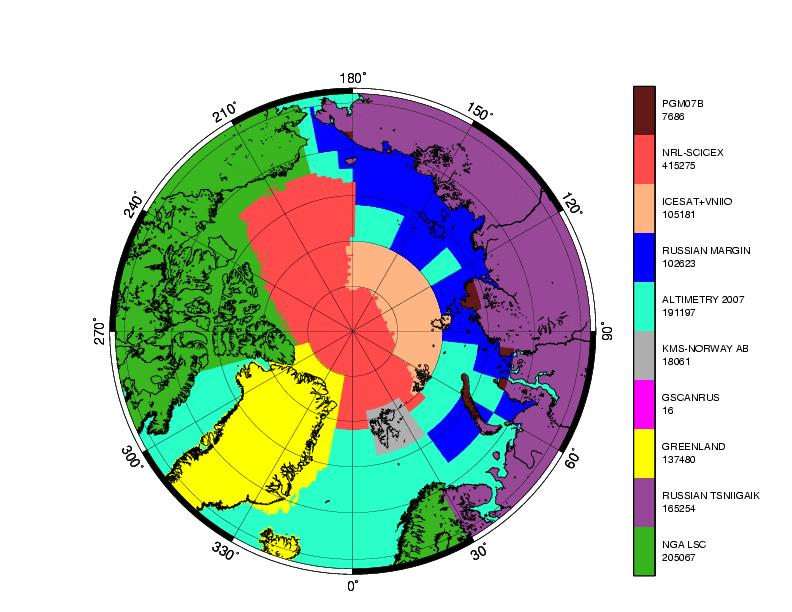 180°
210°
150°
240°
120°
270°
90°
300°
60°
330°
30°
0°
PGM07B
7686
NRL-SCICEX
415275
ICESAT+VNIIO
105181
RUSSIAN MARGIN
102623
ALTIMETRY 2007
191197
KMS-NORWAY AB
18061
GSCANRUS
16
GREENLAND
137480
RUSSIAN TSNIIGAIK
165254
NGA LSC
205067